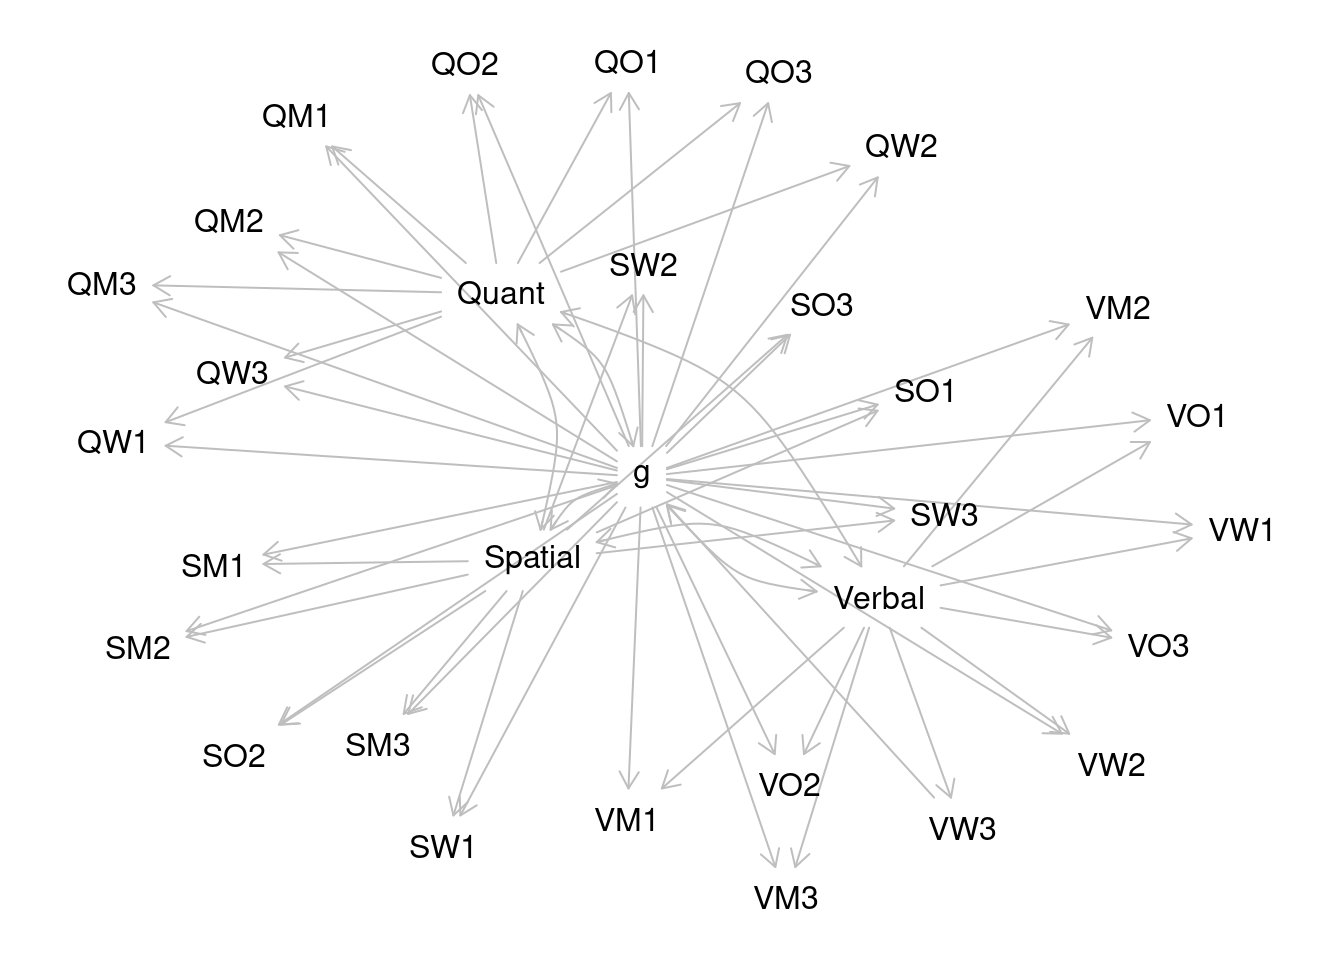 QO2
QO1
QO3
QM1
QW2
QM2
SW2
QM3
Quant
SO3
VM2
QW3
SO1
VO1
QW1
g
SW3
VW1
SM1
Spatial
Verbal
SM2
VO3
SO2
SM3
VW2
VO2
VM1
VW3
SW1
VM3